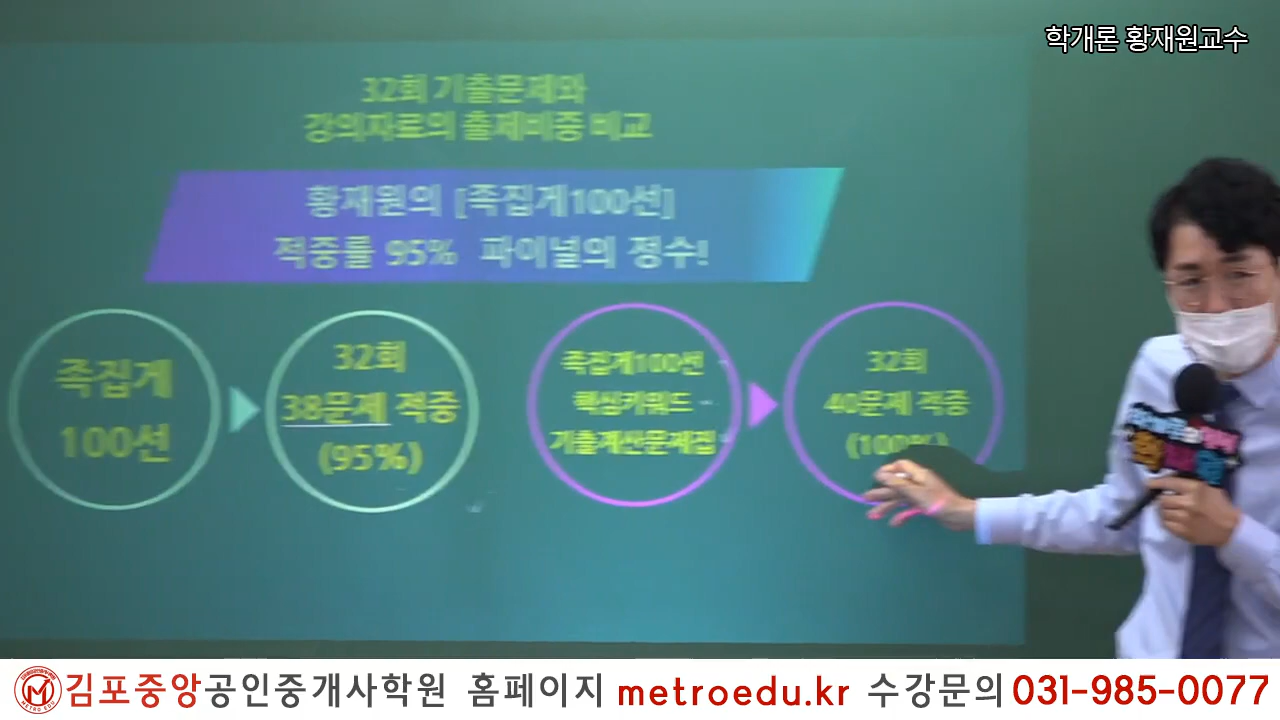 학개론 황재원교수
32회 기출문제와
강의자료의 출제비중 비교
황재원의 [족집게100선]
적중률 95% 파이널의 정수!
족집게
100선
32회
38문제 적중
(95%)
족집게100선
핵심키워드
기출계산문제집
32회
40문제 적중
(100%)
김포중앙공인중개사학원 홈페이지 metroedu.kr 수강문의 031-985-0077